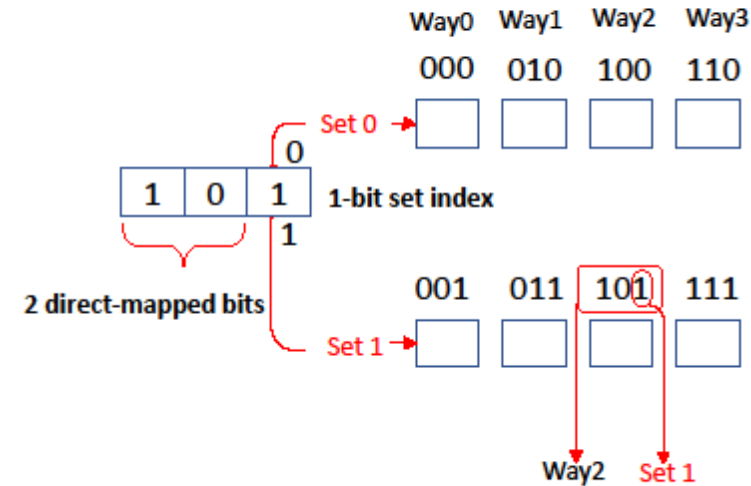 Way0 Way1 Way2 Way3
000 010 100 110
Set 0
0
1 0 1 1-bit set index
1
2 direct-mapped bits
001 011 101 111
Set 1
Way2 Set 1